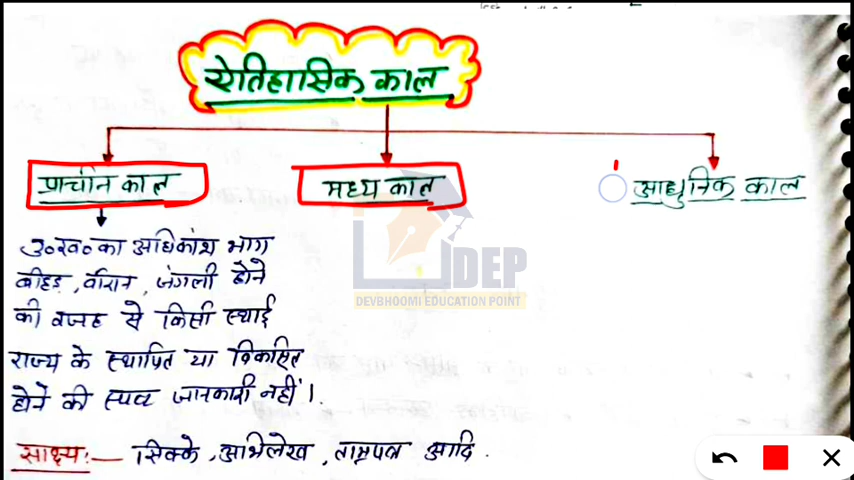 ऐतिहासिक काल
प्राचीन काल
मध्य काल
आधुनिक काल
उ०ख० का अधिकांश भाग
बीहड़, वीरान, जंगली होने
की वजह से किसी स्थाई
राज्य के स्थापित या विकसित
होने की स्पष्ट जानकारी नहीं।
साक्ष्य:— सिक्के, अभिलेख, ताम्रपत्र आदि.
DEP
DEVBHOOMI EDUCATION POINT